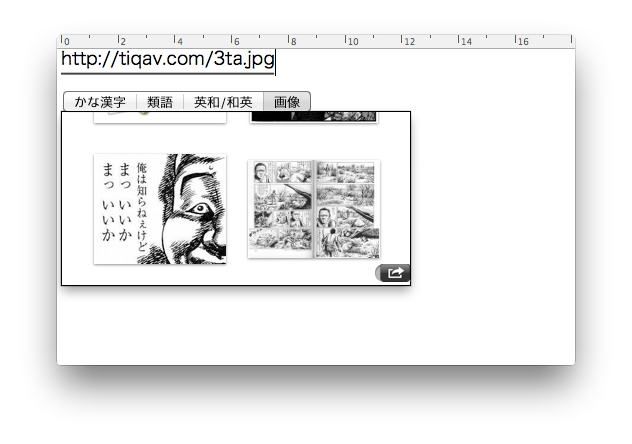 0 2 4 6 8 10 12 14 16
http://tiqav.com/3ta.jpg
かな漢字 類語 英和/和英 画像
俺は知らねぇけど
まっ いいか
まっ いいか